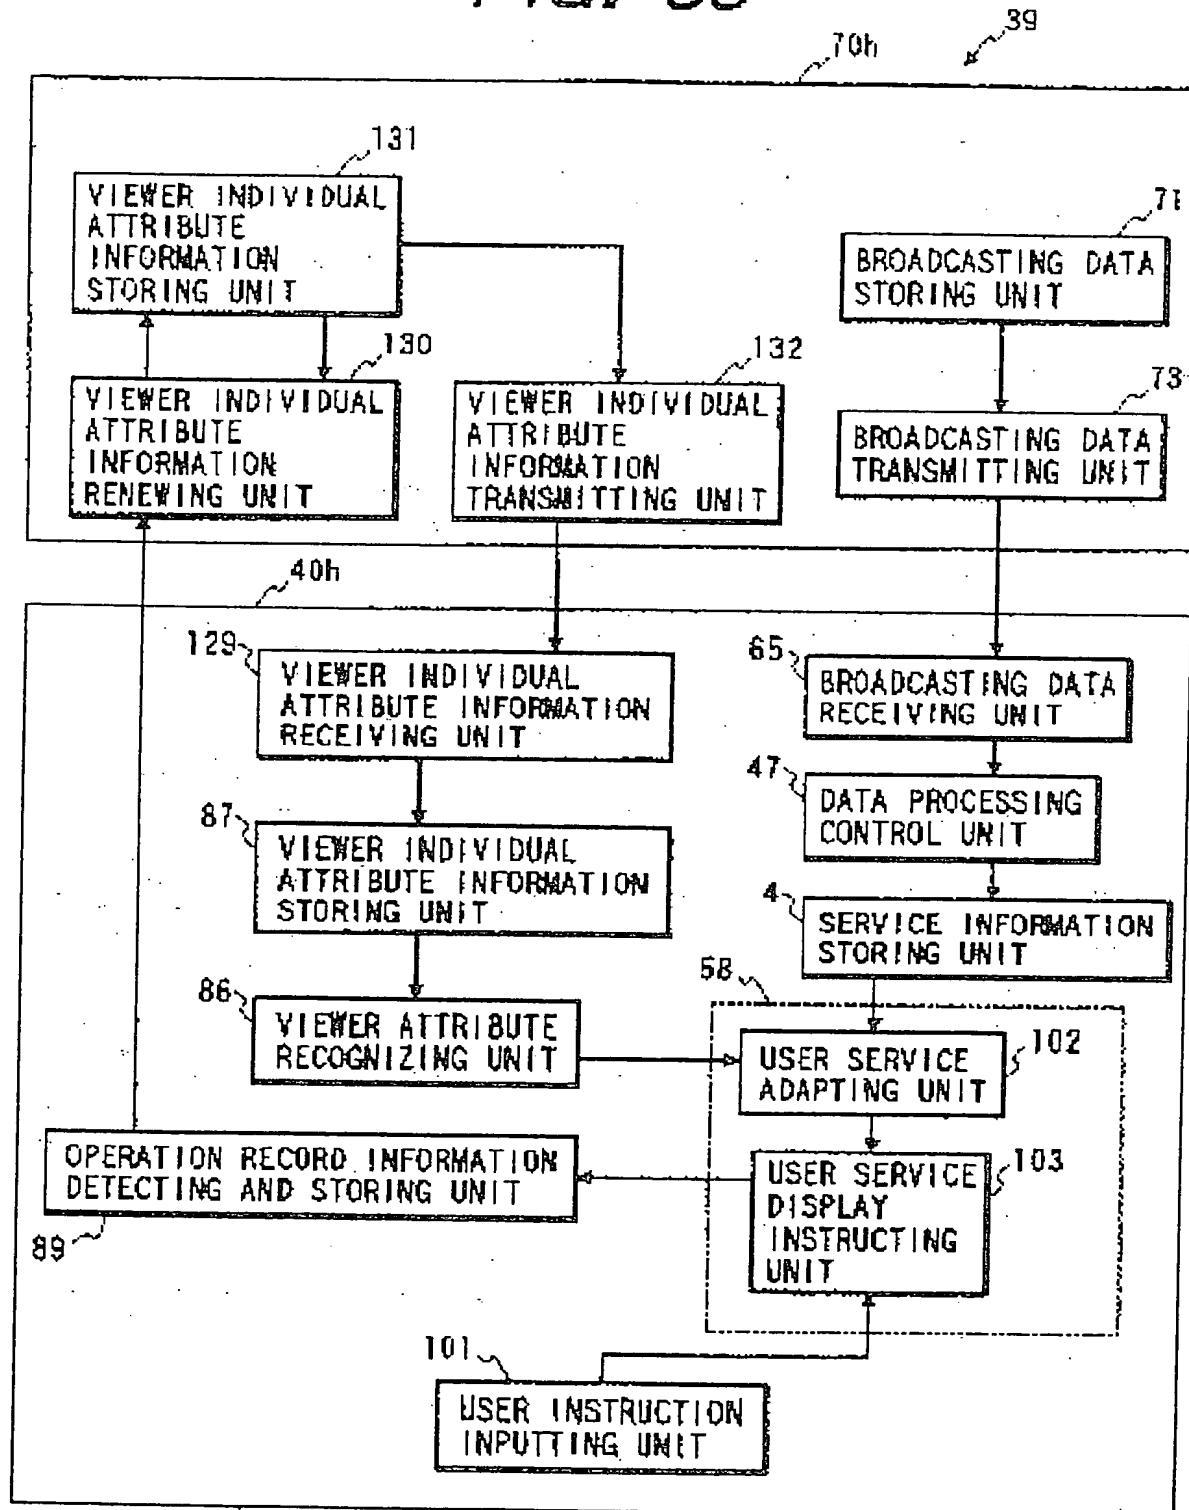 39
70h
131
VIEWER INDIVIDUAL
ATTRIBUTE
INFORMATION
STORING UNIT
71
BROADCASTING DATA
STORING UNIT
130
VIEWER INDIVIDUAL
ATTRIBUTE
INFORMATION
RENEWING UNIT
132
VIEWER INDIVIDUAL
ATTRIBUTE
INFORMATION
TRANSMITTING UNIT
73
BROADCASTING DATA
TRANSMITTING UNIT
40h
129
VIEWER INDIVIDUAL
ATTRIBUTE INFORMATION
RECEIVING UNIT
65
BROADCASTING DATA
RECEIVING UNIT
47
DATA PROCESSING
CONTROL UNIT
87
VIEWER INDIVIDUAL
ATTRIBUTE INFORMATION
STORING UNIT
4
SERVICE INFORMATION
STORING UNIT
86
VIEWER ATTRIBUTE
RECOGNIZING UNIT
68
102
USER SERVICE
ADAPTING UNIT
OPERATION RECORD INFORMATION
DETECTING AND STORING UNIT
89
103
USER SERVICE
DISPLAY
INSTRUCTING
UNIT
101
USER INSTRUCTION
INPUTTING UNIT